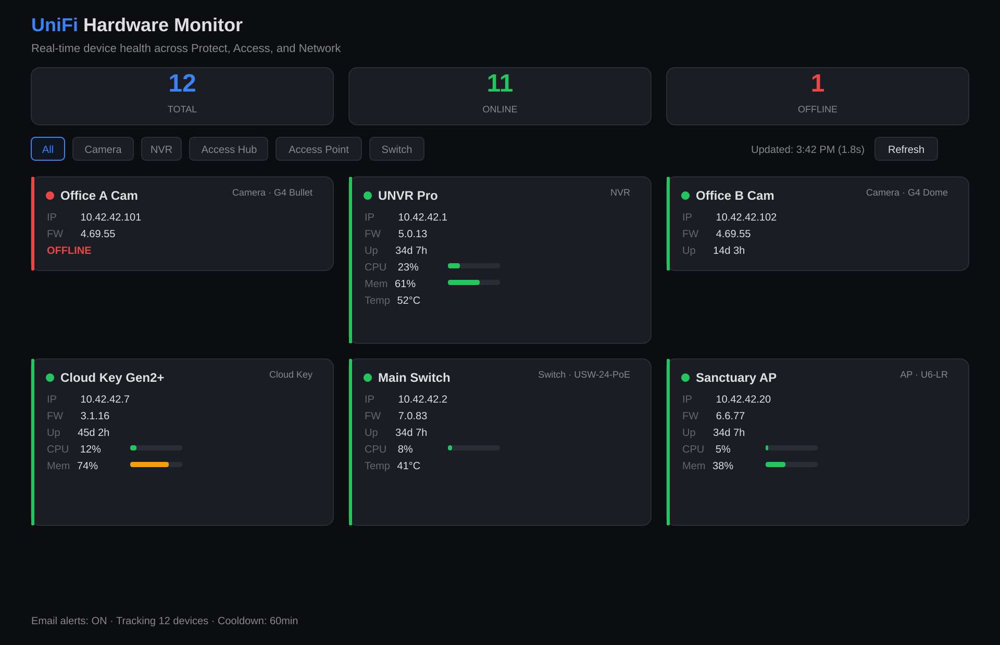 UniFi Hardware Monitor
Real-time device health across Protect, Access, and Network
12
TOTAL
11
ONLINE
1
OFFLINE
All
Camera
NVR
Access Hub
Access Point
Switch
Updated: 3:42 PM (1.8s)
Refresh
Office A Cam
Camera · G4 Bullet
IP 10.42.42.101
FW 4.69.55
OFFLINE
UNVR Pro
NVR
IP 10.42.42.1
FW 5.0.13
Up 34d 7h
CPU 23%
Mem 61%
Temp 52°C
Office B Cam
Camera · G4 Dome
IP 10.42.42.102
FW 4.69.55
Up 14d 3h
Cloud Key Gen2+
Cloud Key
IP 10.42.42.7
FW 3.1.16
Up 45d 2h
CPU 12%
Mem 74%
Main Switch
Switch · USW-24-PoE
IP 10.42.42.2
FW 7.0.83
Up 34d 7h
CPU 8%
Temp 41°C
Sanctuary AP
AP · U6-LR
IP 10.42.42.20
FW 6.6.77
Up 34d 7h
CPU 5%
Mem 38%
Email alerts: ON · Tracking 12 devices · Cooldown: 60min